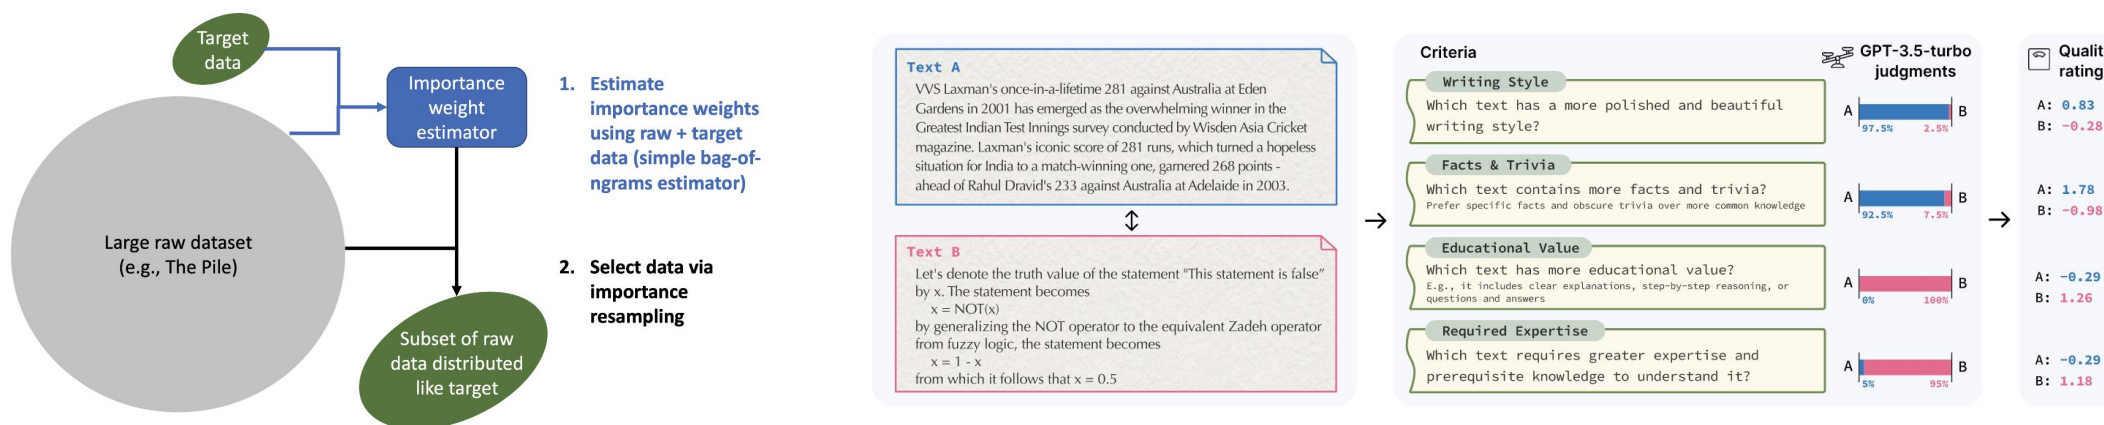 Target
data
Importance
weight
estimator
Large raw dataset
(e.g., The Pile)
Subset of raw
data distributed
like target
1. Estimate
importance weights
using raw + target
data (simple bag-of-
ngrams estimator)
2. Select data via
importance
resampling
Text A
VVS Laxman's once-in-a-lifetime 281 against Australia at Eden
Gardens in 2001 has emerged as the overwhelming winner in the
Greatest Indian Test Innings survey conducted by Wisden Asia Cricket
magazine. Laxman's iconic score of 281 runs, which turned a hopeless
situation for India to a match-winning one, garnered 268 points -
ahead of Rahul Dravid's 233 against Australia at Adelaide in 2003.
Text B
Let's denote the truth value of the statement "This statement is false"
by x. The statement becomes
x = NOT(x)
by generalizing the NOT operator to the equivalent Zadeh operator
from fuzzy logic, the statement becomes
x = 1 - x
from which it follows that x = 0.5
Criteria
GPT-3.5-turbo
judgments
Writing Style
Which text has a more polished and beautiful
writing style?
A B
97.5% 2.5%
Facts & Trivia
Which text contains more facts and trivia?
Prefer specific facts and obscure trivia over more common knowledge
A B
92.5% 7.5%
Educational Value
Which text has more educational value?
E.g., it includes clear explanations, step-by-step reasoning, or
questions and answers
A B
0% 100%
Required Expertise
Which text requires greater expertise and
prerequisite knowledge to understand it?
A B
5% 95%
Qualit
rating
A: 0.83
B: -0.28
A: 1.78
B: -0.98
A: -0.29
B: 1.26
A: -0.29
B: 1.18